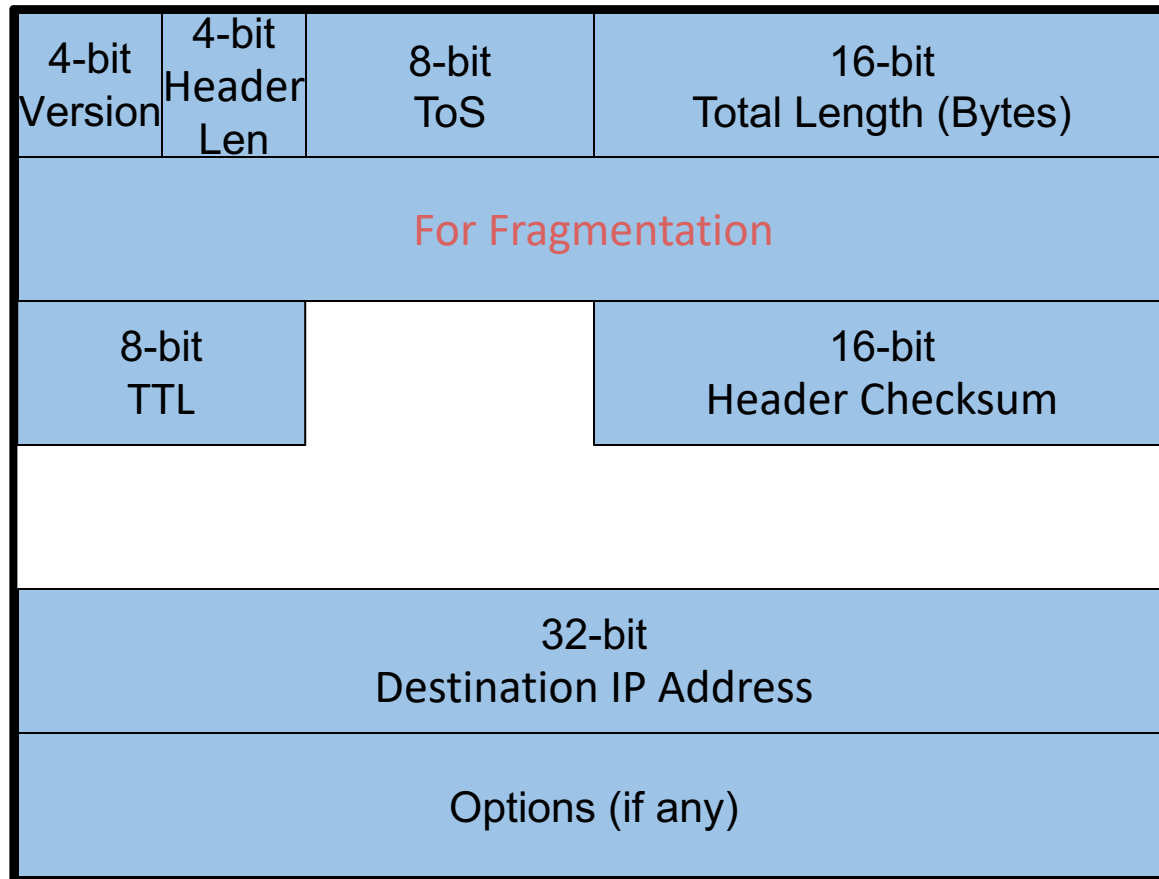 4-bit
Version
4-bit
Header
Len
8-bit
ToS
16-bit
Total Length (Bytes)
For Fragmentation
8-bit
TTL
16-bit
Header Checksum
32-bit
Destination IP Address
Options (if any)